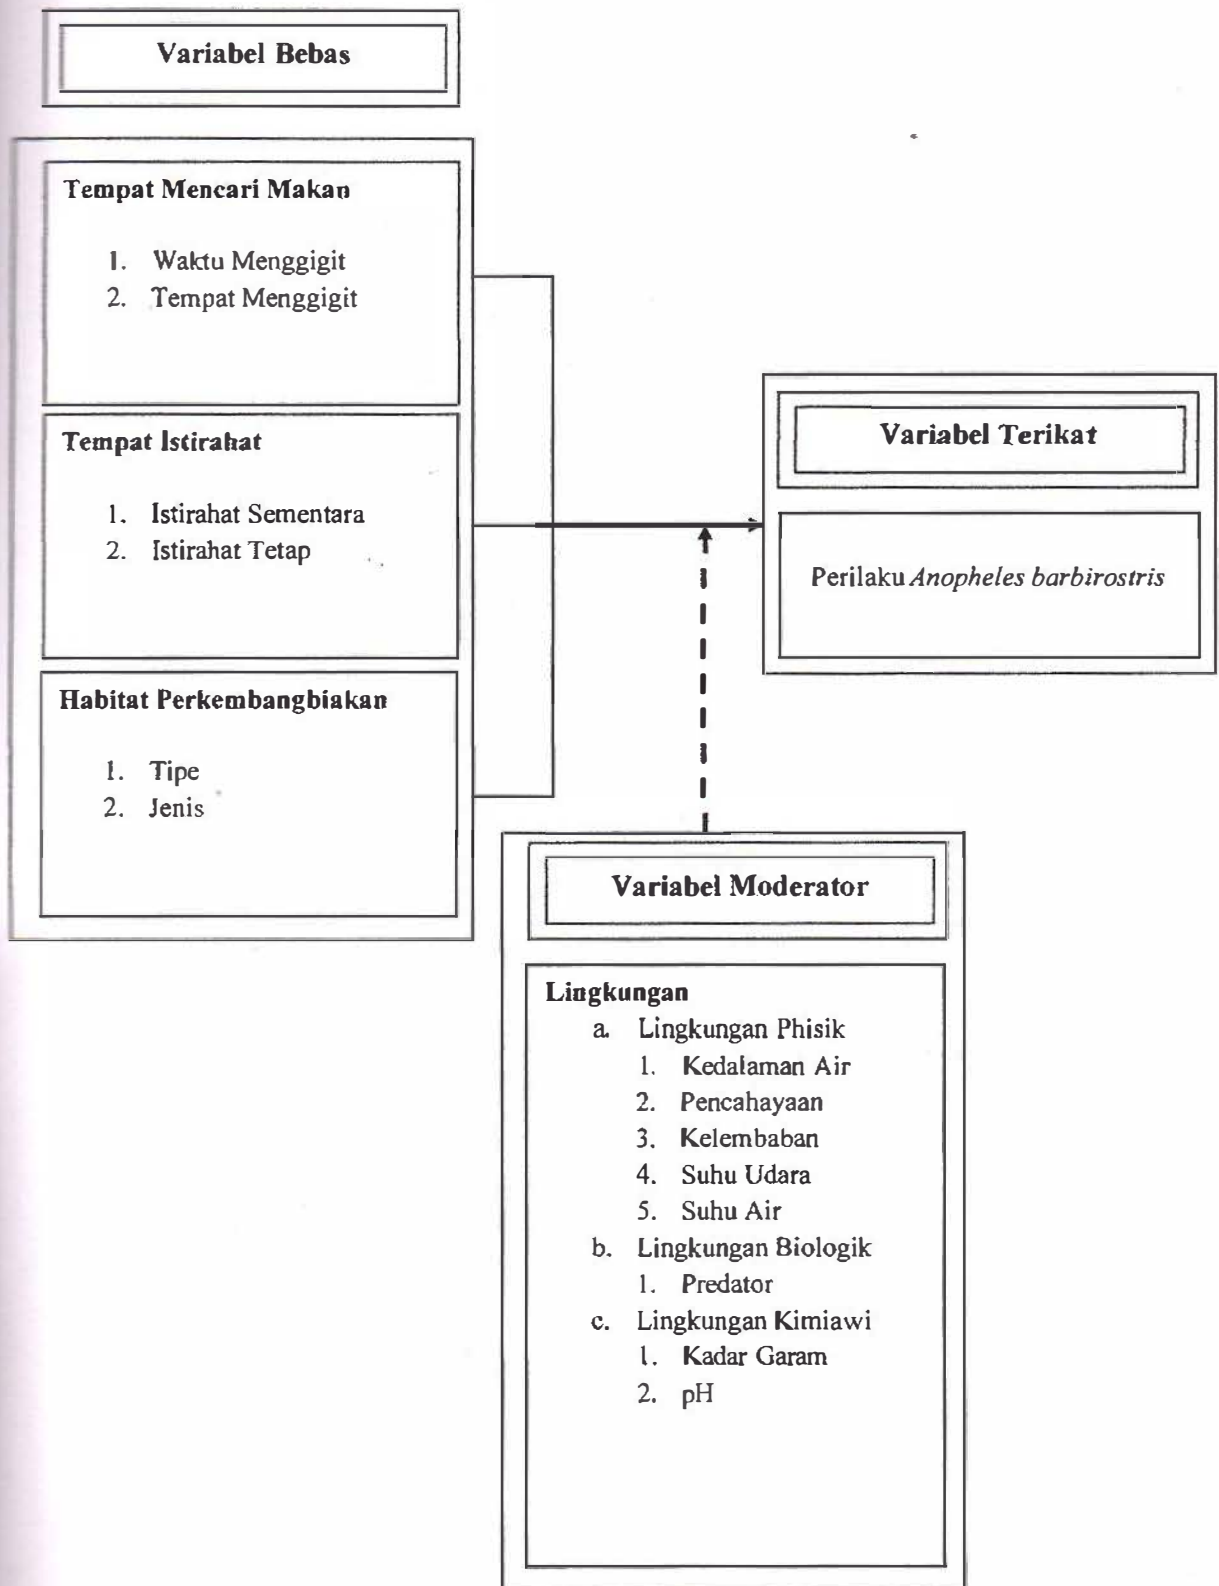 Variabel Bebas
Tempat Mencari Makan
1. Waktu Menggigit
2. Tempat Menggigit
Tempat Istirahat
1. Istirahat Sementara
2. Istirahat Tetap
Habitat Perkembangbiakan
1. Tipe
2. Jenis
Variabel Terikat
Perilaku Anopheles barbirostris
Variabel Moderator
Lingkungan
a. Lingkungan Phisik
1. Kedalaman Air
2. Pencahayaan
3. Kelembaban
4. Suhu Udara
5. Suhu Air
b. Lingkungan Biologik
1. Predator
c. Lingkungan Kimiawi
1. Kadar Garam
2. pH